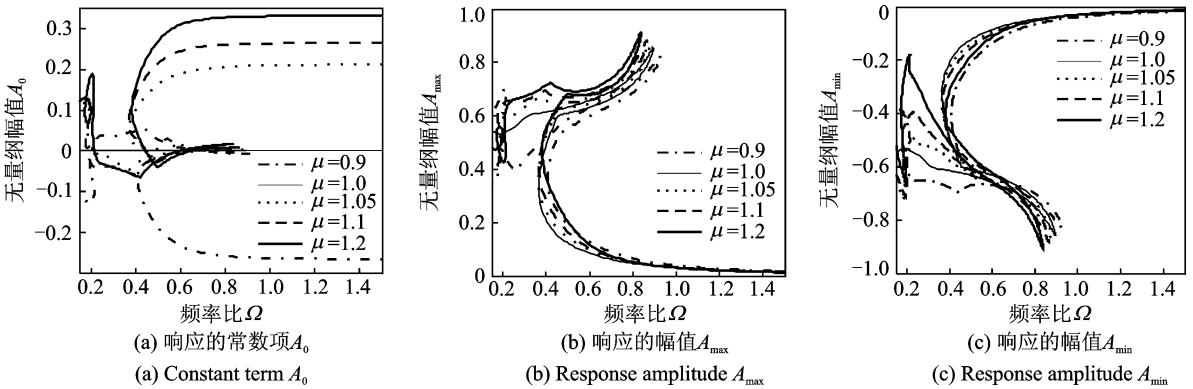 无量纲幅值A0
0.3
0.2
0.1
0
−0.1
−0.2
μ=0.9
μ=1.0
μ=1.05
μ=1.1
μ=1.2
0.2 0.4 0.6 0.8 1.0 1.2 1.4
频率比Ω
(a) 响应的常数项A0
(a) Constant term A0
无量纲幅值Amax
1.0
0.8
0.6
0.4
0.2
0
μ=0.9
μ=1.0
μ=1.05
μ=1.1
μ=1.2
0.2 0.4 0.6 0.8 1.0 1.2 1.4
频率比Ω
(b) 响应的幅值Amax
(b) Response amplitude Amax
无量纲幅值Amin
0
−0.2
−0.4
−0.6
−0.8
−1.0
μ=0.9
μ=1.0
μ=1.05
μ=1.1
μ=1.2
0.2 0.4 0.6 0.8 1.0 1.2 1.4
频率比Ω
(c) 响应的幅值Amin
(c) Response amplitude Amin